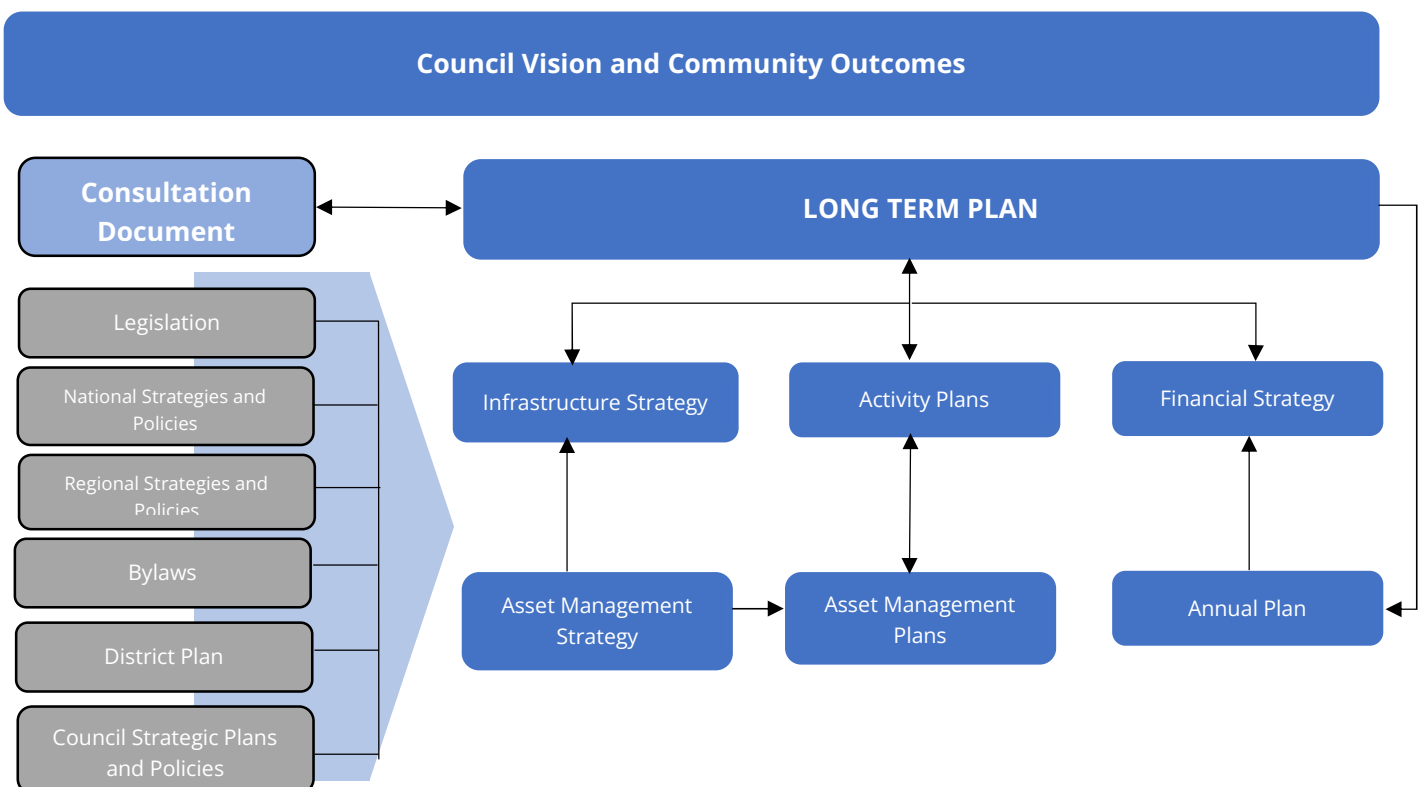 Council Vision and Community Outcomes
Consultation
Document
LONG TERM PLAN
Legislation
National Strategies and
Policies
Regional Strategies and
Policies
Bylaws
District Plan
Council Strategic Plans
and Policies
Infrastructure Strategy
Activity Plans
Financial Strategy
Asset Management
Strategy
Asset Management
Plans
Annual Plan